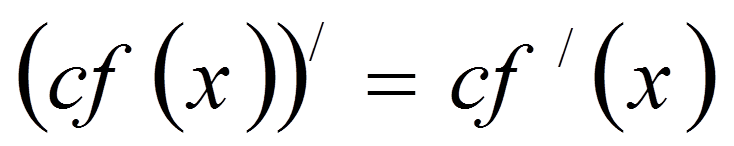 (cf (x))′ = cf ′(x)